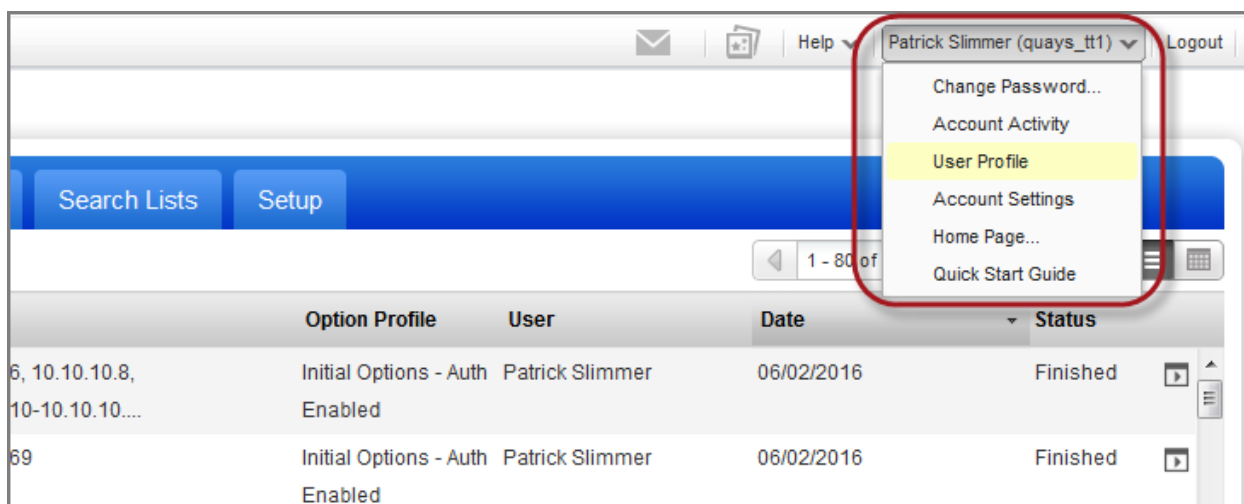 Help
Patrick Slimmer (quays_tt1)
Logout
Change Password...
Account Activity
User Profile
Account Settings
Home Page...
Quick Start Guide
Search Lists
Setup
1 - 80 of
Option Profile
User
Date
Status
6, 10.10.10.8,
10-10.10.10....
Initial Options - Auth
Enabled
Patrick Slimmer
06/02/2016
Finished
69
Initial Options - Auth
Enabled
Patrick Slimmer
06/02/2016
Finished